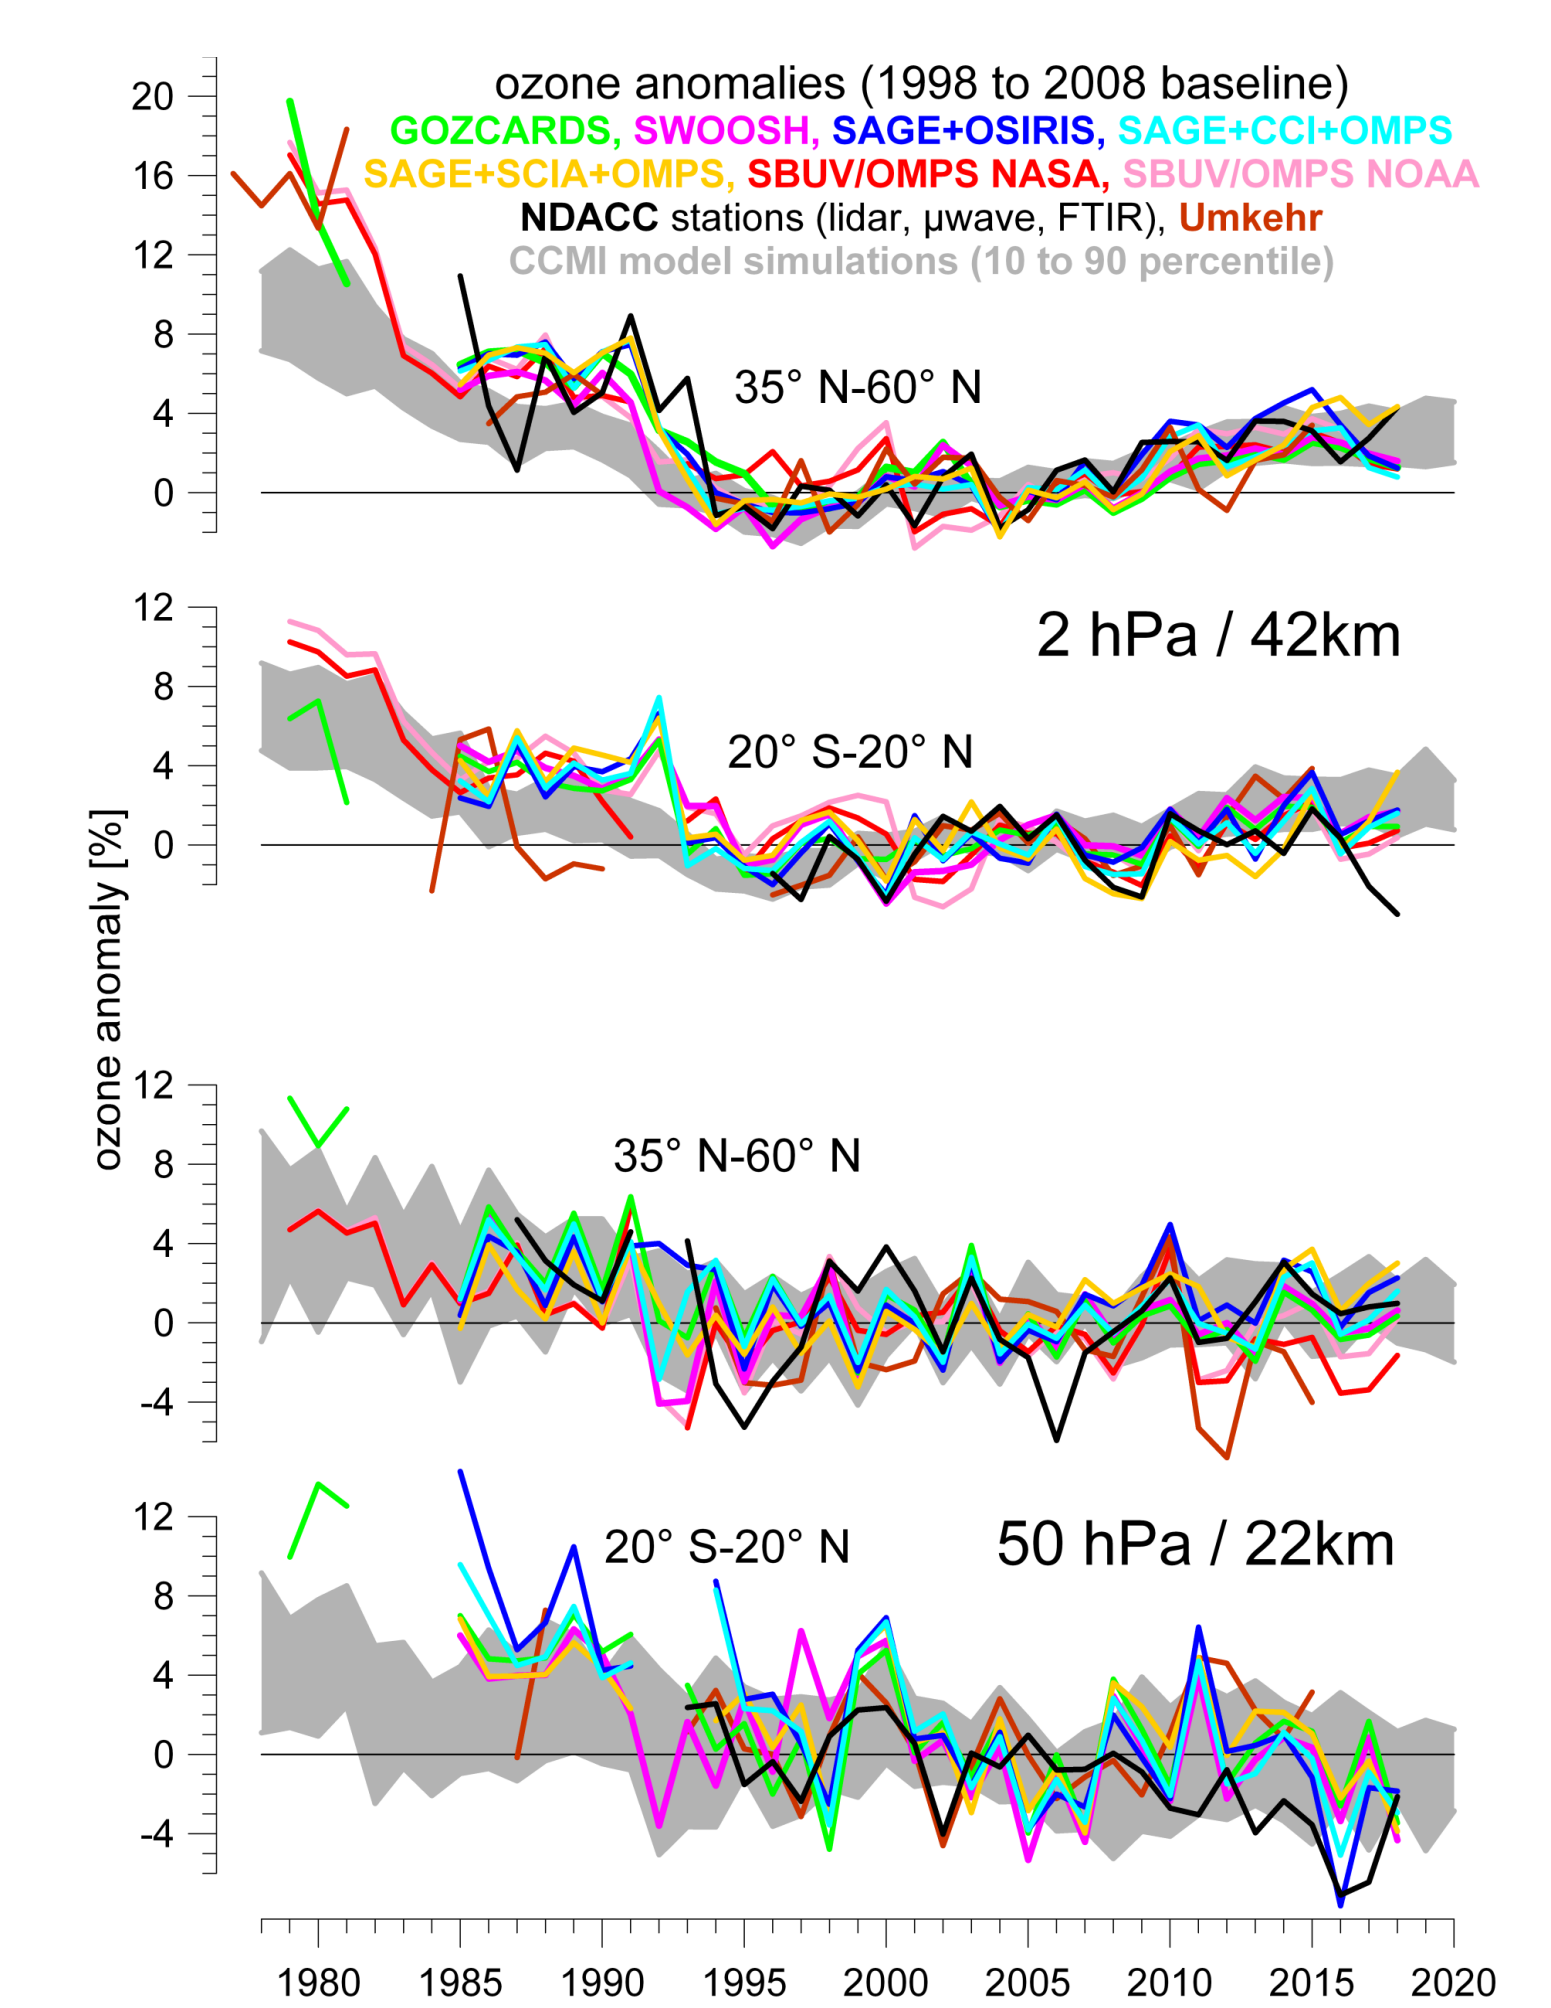 ozone anomalies (1998 to 2008 baseline)
GOZCARDS, SWOOSH, SAGE+OSIRIS, SAGE+CCI+OMPS
SAGE+SCIA+OMPS, SBUV/OMPS NASA, SBUV/OMPS NOAA
NDACC stations (lidar, µwave, FTIR), Umkehr
CCMI model simulations (10 to 90 percentile)
20
16
12
8
4
0
35° N-60° N
12
8
4
0
2 hPa / 42km
20° S-20° N
ozone anomaly [%]
12
8
4
0
-4
35° N-60° N
12
8
4
0
-4
20° S-20° N
50 hPa / 22km
1980 1985 1990 1995 2000 2005 2010 2015 2020